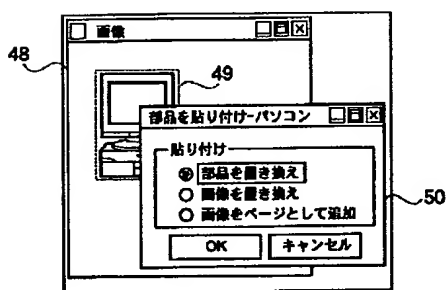 画像
48
49
部品を貼り付け-パソコン
貼り付け
部品を置き換え
画像を置き換え
画像をページとして追加
50
OK
キャンセル